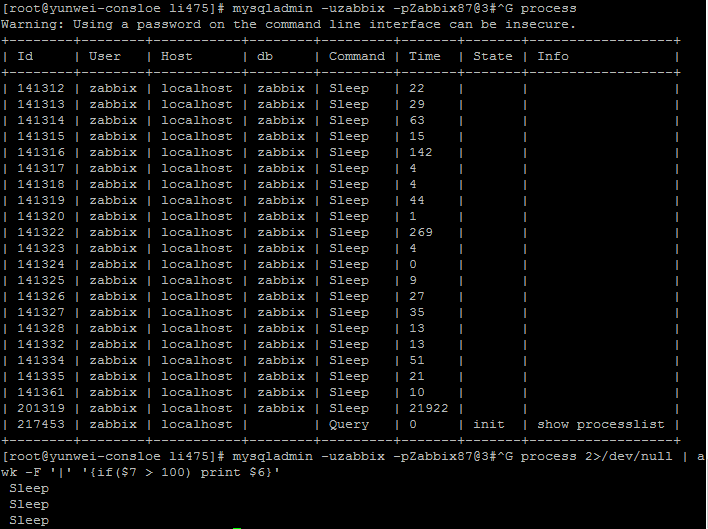 [root@yunwei-consloe li475]# mysqladmin -uzabbix -pZabbix87@3#^G process
Warning: Using a password on the command line interface can be insecure.
+--------+--------+-----------+--------+---------+-------+-------+------------------+
| Id     | User   | Host      | db     | Command | Time  | State | Info             |
+--------+--------+-----------+--------+---------+-------+-------+------------------+
| 141312 | zabbix | localhost | zabbix | Sleep   | 22    |       |                  |
| 141313 | zabbix | localhost | zabbix | Sleep   | 29    |       |                  |
| 141314 | zabbix | localhost | zabbix | Sleep   | 63    |       |                  |
| 141315 | zabbix | localhost | zabbix | Sleep   | 15    |       |                  |
| 141316 | zabbix | localhost | zabbix | Sleep   | 142   |       |                  |
| 141317 | zabbix | localhost | zabbix | Sleep   | 4     |       |                  |
| 141318 | zabbix | localhost | zabbix | Sleep   | 4     |       |                  |
| 141319 | zabbix | localhost | zabbix | Sleep   | 44    |       |                  |
| 141320 | zabbix | localhost | zabbix | Sleep   | 1     |       |                  |
| 141322 | zabbix | localhost | zabbix | Sleep   | 269   |       |                  |
| 141323 | zabbix | localhost | zabbix | Sleep   | 4     |       |                  |
| 141324 | zabbix | localhost | zabbix | Sleep   | 0     |       |                  |
| 141325 | zabbix | localhost | zabbix | Sleep   | 9     |       |                  |
| 141326 | zabbix | localhost | zabbix | Sleep   | 27    |       |                  |
| 141327 | zabbix | localhost | zabbix | Sleep   | 35    |       |                  |
| 141328 | zabbix | localhost | zabbix | Sleep   | 13    |       |                  |
| 141332 | zabbix | localhost | zabbix | Sleep   | 13    |       |                  |
| 141334 | zabbix | localhost | zabbix | Sleep   | 51    |       |                  |
| 141335 | zabbix | localhost | zabbix | Sleep   | 21    |       |                  |
| 141361 | zabbix | localhost | zabbix | Sleep   | 10    |       |                  |
| 201319 | zabbix | localhost | zabbix | Sleep   | 21922 |       |                  |
| 217453 | zabbix | localhost |        | Query   | 0     | init  | show processlist |
+--------+--------+-----------+--------+---------+-------+-------+------------------+
[root@yunwei-consloe li475]# mysqladmin -uzabbix -pZabbix87@3#^G process 2>/dev/null | a
wk -F '|' '{if($7 > 100) print $6}'
 Sleep
 Sleep
 Sleep